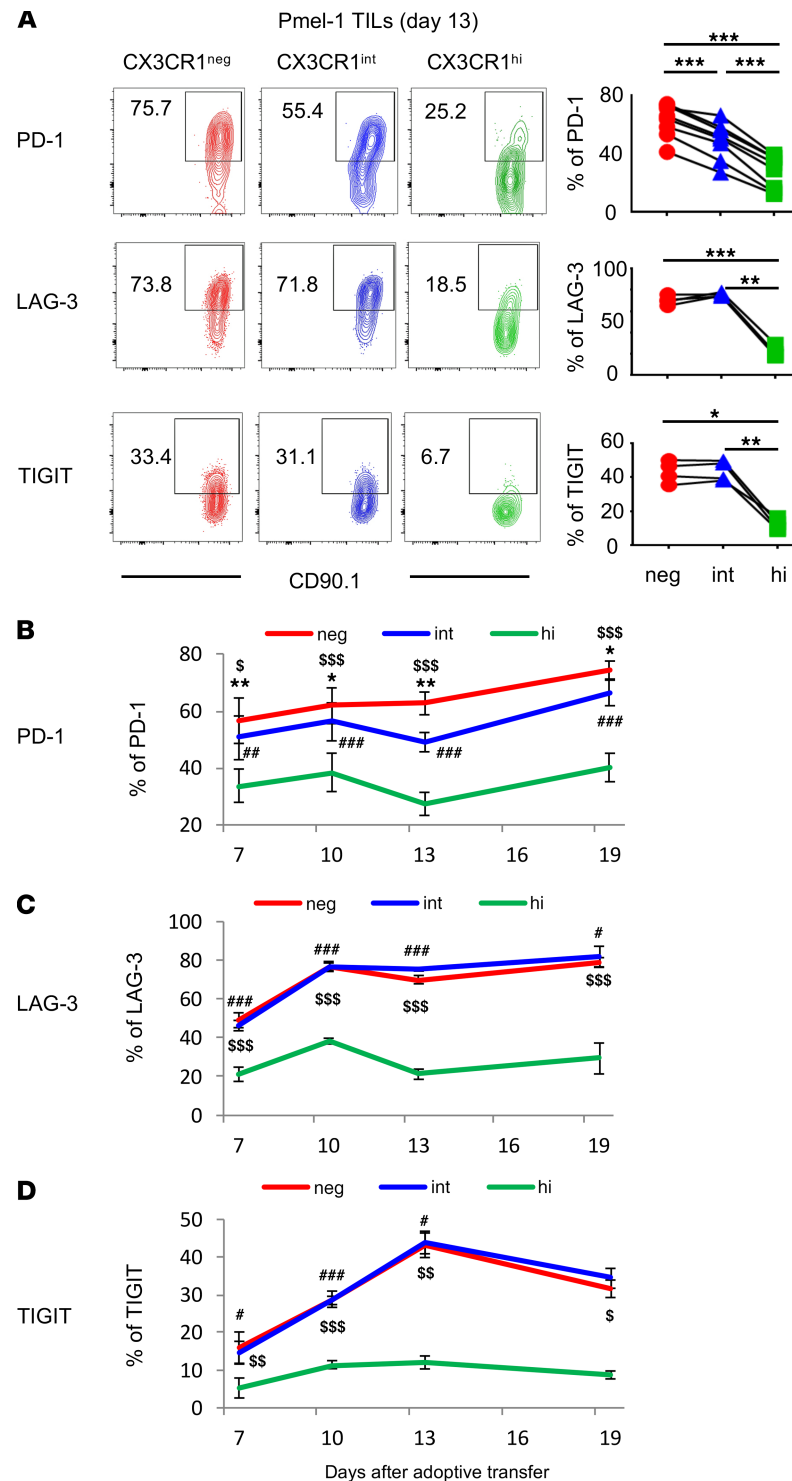 A
Pmel-1 TILs (day 13)
CX3CR1neg CX3CR1int CX3CR1hi
PD-1
75.7 55.4 25.2
*** *** ***
% of PD-1
80
40
0
LAG-3
73.8 71.8 18.5
*** **
% of LAG-3
100
50
0
TIGIT
33.4 31.1 6.7
* **
% of TIGIT
60
40
20
0
neg int hi
CD90.1
B
neg int hi
PD-1
% of PD-1
80
60
40
20
$ $$$ $$$ $$$
** * ** *
## ### ### ###
7 10 13 16 19
C
neg int hi
LAG-3
% of LAG-3
100
80
60
40
20
0
### ### ### #
$$$ $$$ $$$ $$$
7 10 13 16 19
D
neg int hi
TIGIT
% of TIGIT
50
40
30
20
10
0
# ### #
$$ $$$ $$ $
7 10 13 16 19
Days after adoptive transfer